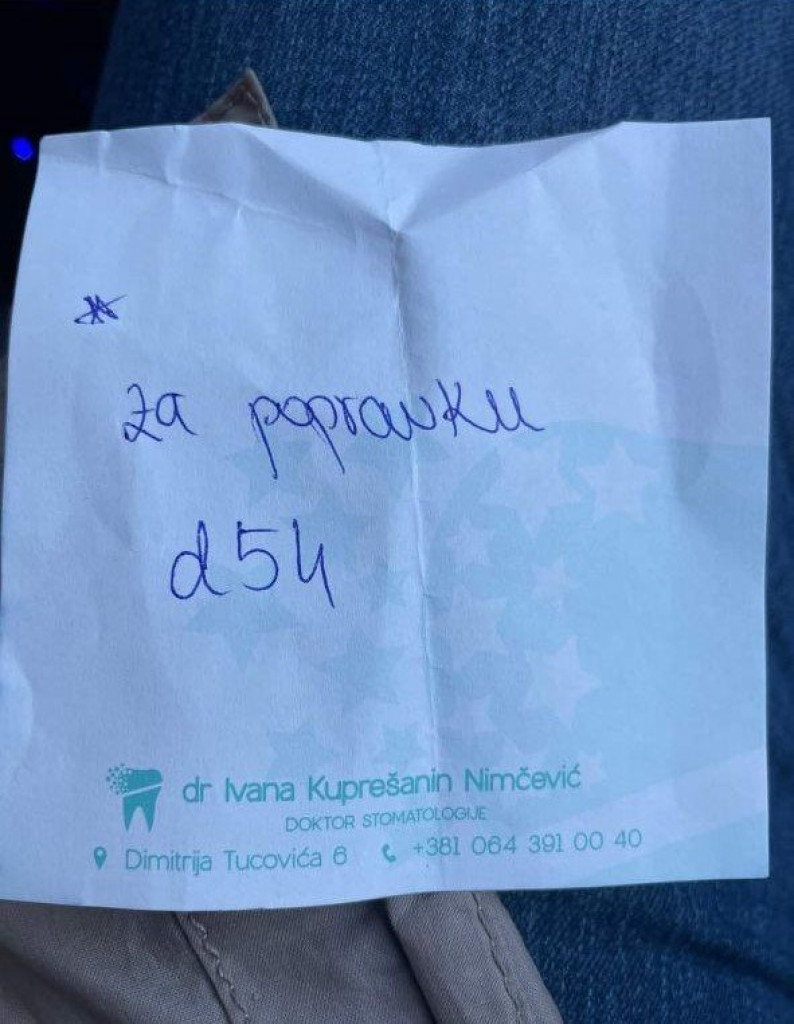 *
za popravku
d54
dr Ivana Kuprešanin Nimčević
DOKTOR STOMATOLOGIJE
Dimitrija Tucovića 6 +381 064 391 00 40